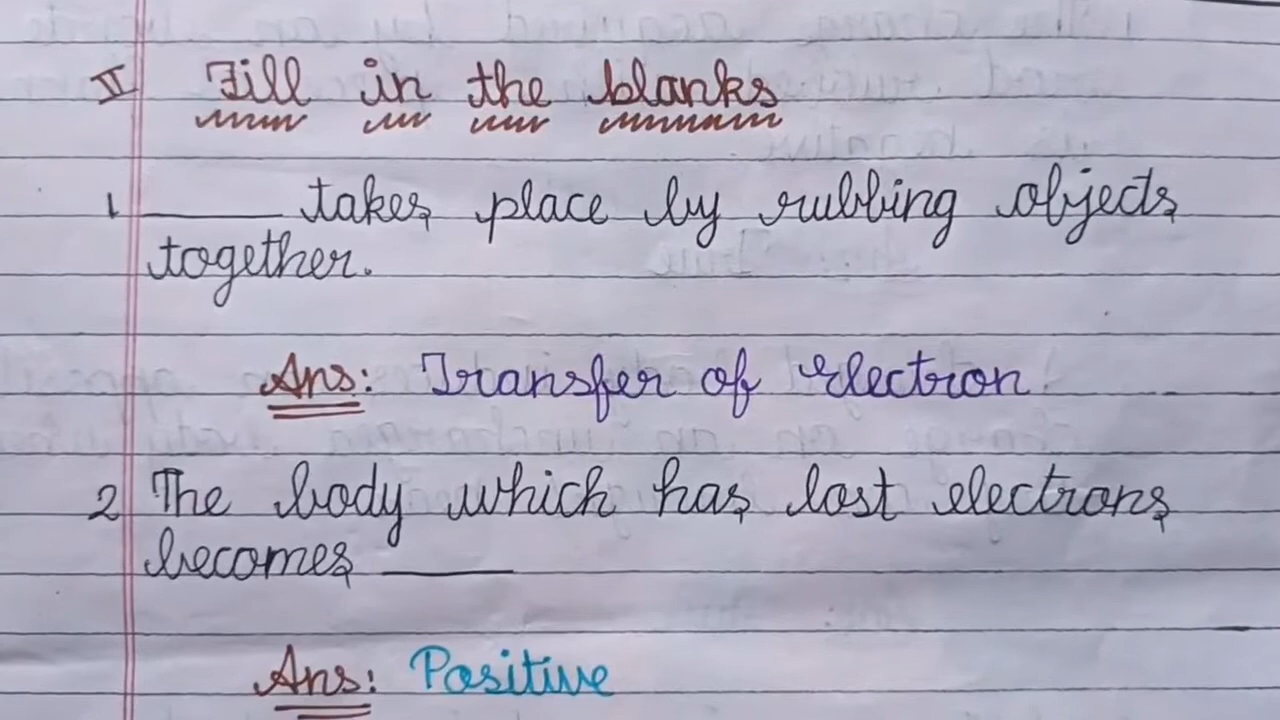 II Fill in the blanks
1. ______ takes place by rubbing objects
together.
Ans: Transfer of electron
2 The body which has lost electrons
becomes ______
Ans: Positive